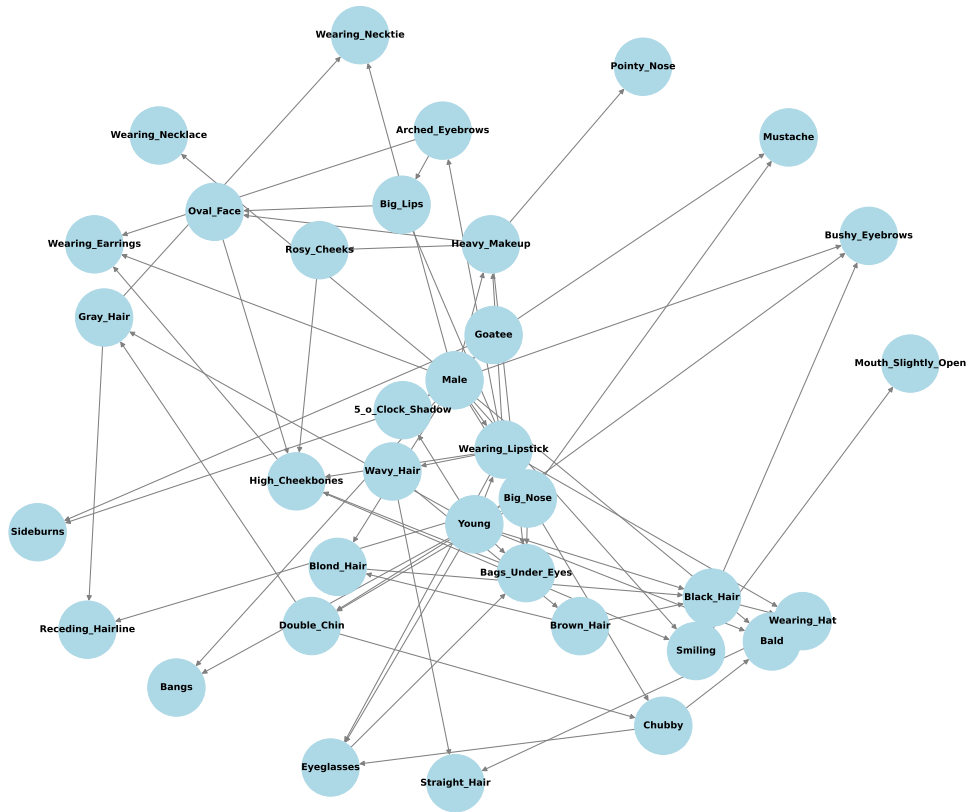 Wearing_Necktie
Pointy_Nose
Arched_Eyebrows
Wearing_Necklace
Mustache
Big_Lips
Oval_Face
Bushy_Eyebrows
Wearing_Earrings
Heavy_Makeup
Rosy_Cheeks
Gray_Hair
Goatee
Mouth_Slightly_Open
Male
5_o_Clock_Shadow
Wearing_Lipstick
Wavy_Hair
High_Cheekbones
Big_Nose
Young
Sideburns
Blond_Hair
Bags_Under_Eyes
Black_Hair
Wearing_Hat
Double_Chin
Brown_Hair
Receding_Hairline
Bald
Smiling
Bangs
Chubby
Eyeglasses
Straight_Hair